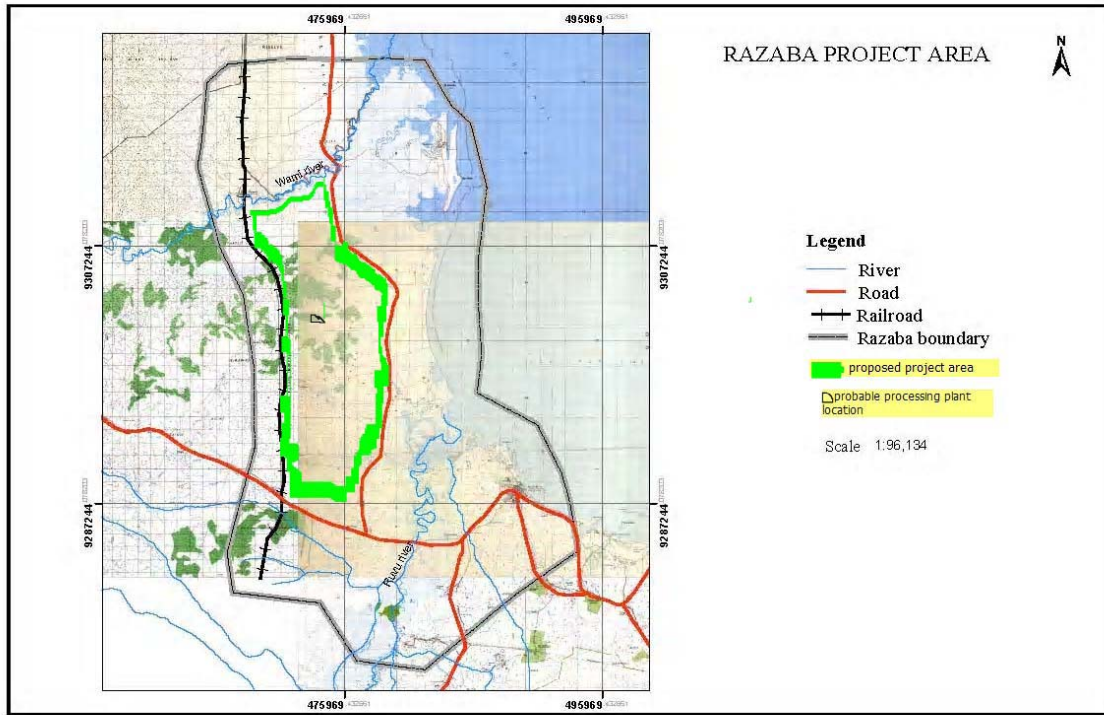 475969
495969
RAZABA PROJECT AREA
N
Wami river
9307244
9307244
Legend
River
Road
Railroad
Razaba boundary
proposed project area
probable processing plant
location
Scale 1:96,134
9287244
9287244
Ruvu river
475969
495969